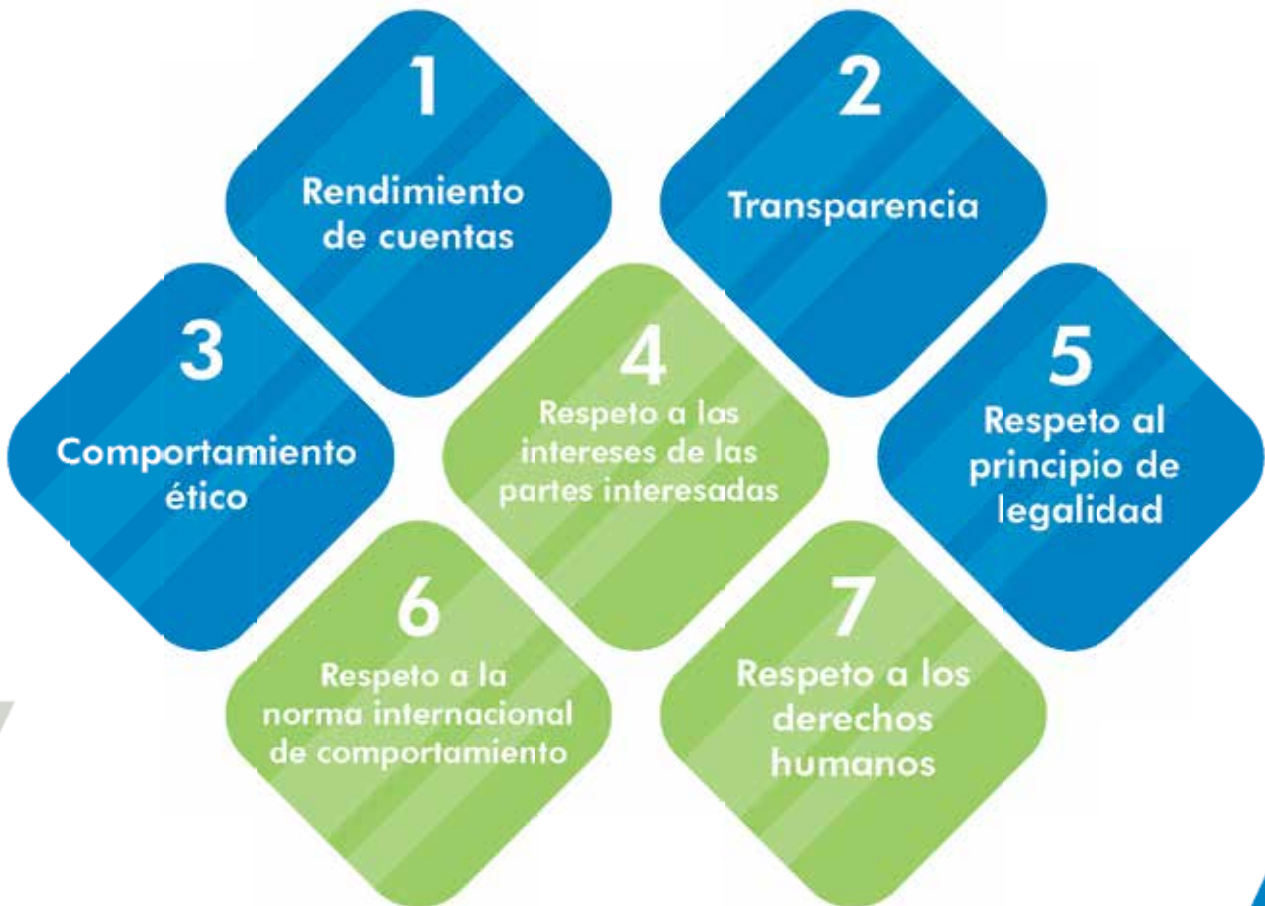 1
Rendimiento
de cuentas
2
Transparencia
3
Comportamiento
ético
4
Respeto a los
intereses de las
partes interesadas
5
Respeto al
principio de
legalidad
6
Respeto a la
norma internacional
de comportamiento
7
Respeto a los
derechos
humanos